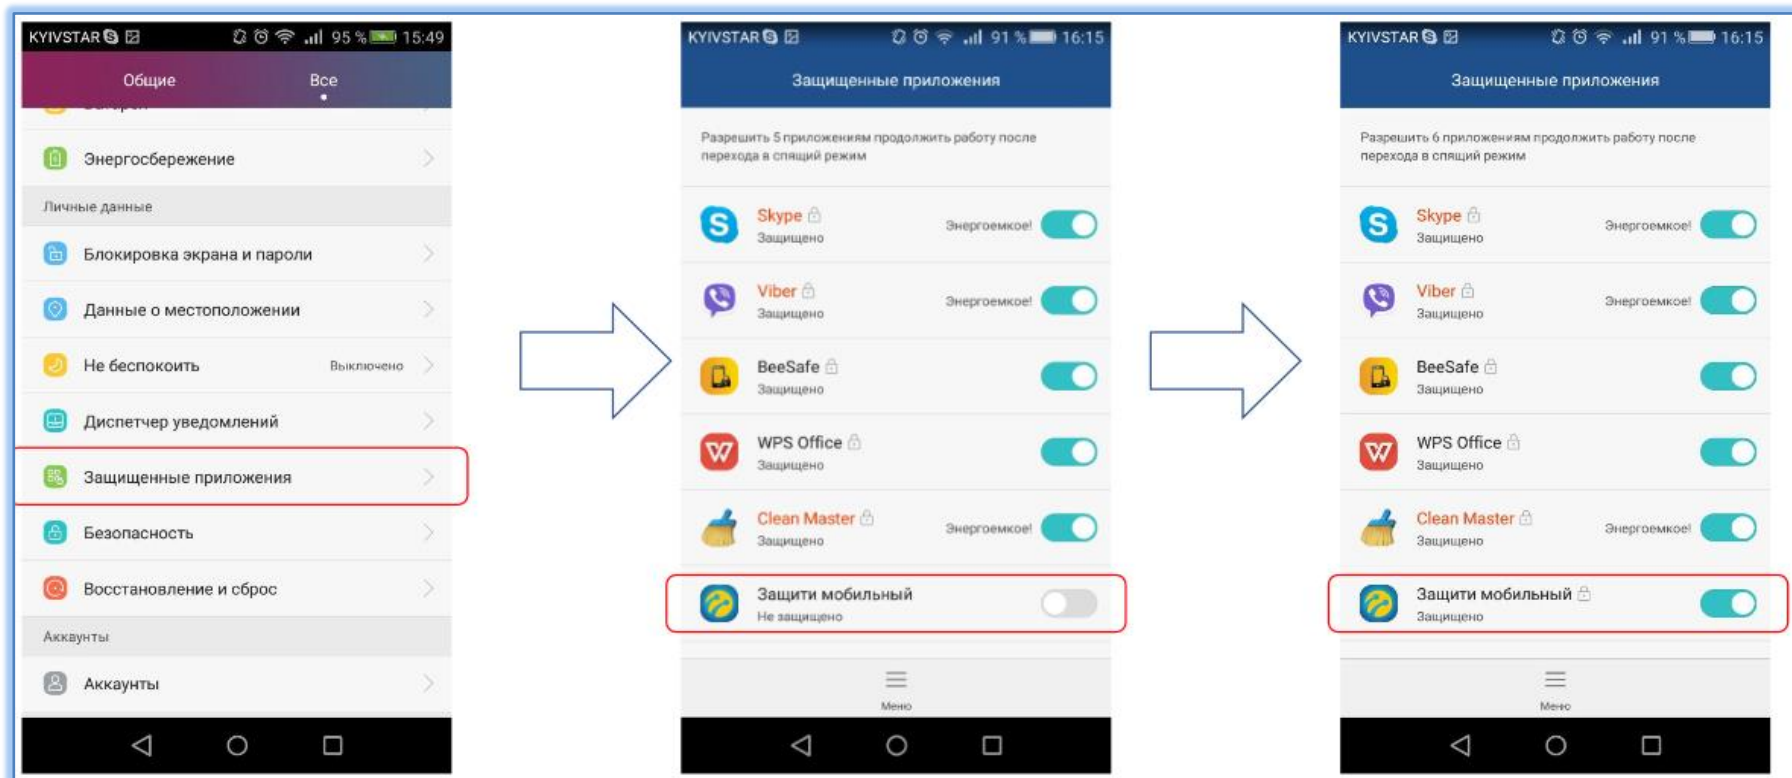 KYIVSTAR 95 % 15:49
Общие Все
Энергосбережение
Личные данные
Блокировка экрана и пароли
Данные о местоположении
Не беспокоить Выключено
Диспетчер уведомлений
Защищенные приложения
Безопасность
Восстановление и сброс
Аккаунты
Аккаунты
KYIVSTAR 91 % 16:15
Защищенные приложения
Разрешить 5 приложениям продолжить работу после
перехода в спящий режим
Skype Энергоемкое!
Защищено
Viber Энергоемкое!
Защищено
BeeSafe
Защищено
WPS Office
Защищено
Clean Master Энергоемкое!
Защищено
Защити мобильный
Не защищено
Меню
KYIVSTAR 91 % 16:15
Защищенные приложения
Разрешить 6 приложениям продолжить работу после
перехода в спящий режим
Skype Энергоемкое!
Защищено
Viber Энергоемкое!
Защищено
BeeSafe
Защищено
WPS Office
Защищено
Clean Master Энергоемкое!
Защищено
Защити мобильный
Защищено
Меню